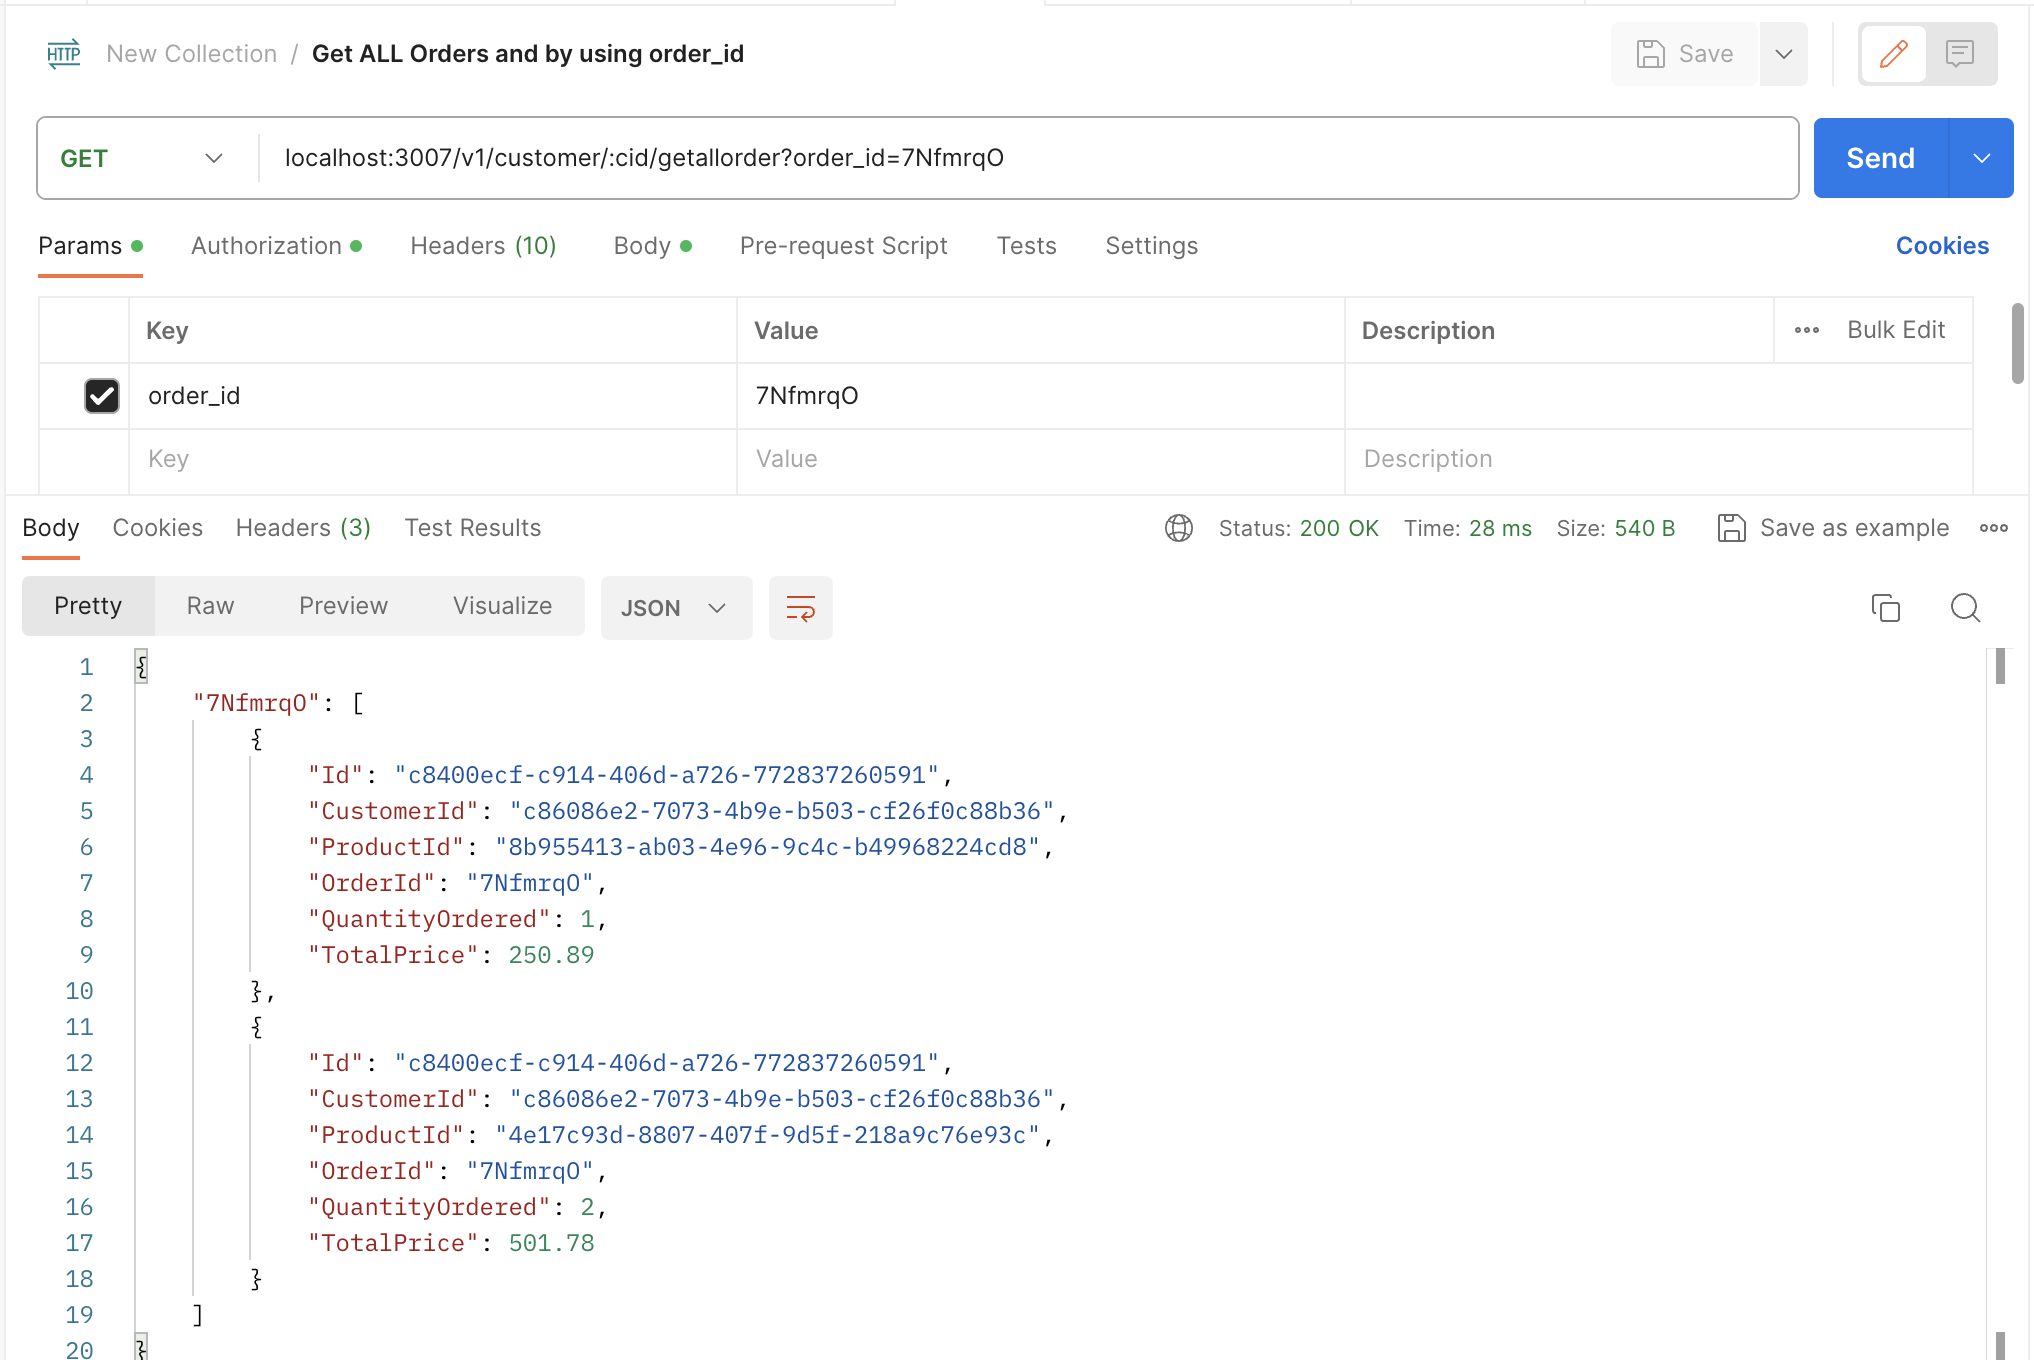 HTTP New Collection / Get ALL Orders and by using order_id Save
GET localhost:3007/v1/customer/:cid/getallorder?order_id=7NfmrqO Send
Params Authorization Headers (10) Body Pre-request Script Tests Settings Cookies
Key Value Description Bulk Edit
order_id 7NfmrqO
Key Value Description
Body Cookies Headers (3) Test Results Status: 200 OK Time: 28 ms Size: 540 B Save as example
Pretty Raw Preview Visualize JSON
1 {
2 "7NfmrqO": [
3 {
4 "Id": "c8400ecf-c914-406d-a726-772837260591",
5 "CustomerId": "c86086e2-7073-4b9e-b503-cf26f0c88b36",
6 "ProductId": "8b955413-ab03-4e96-9c4c-b49968224cd8",
7 "OrderId": "7NfmrqO",
8 "QuantityOrdered": 1,
9 "TotalPrice": 250.89
10 },
11 {
12 "Id": "c8400ecf-c914-406d-a726-772837260591",
13 "CustomerId": "c86086e2-7073-4b9e-b503-cf26f0c88b36",
14 "ProductId": "4e17c93d-8807-407f-9d5f-218a9c76e93c",
15 "OrderId": "7NfmrqO",
16 "QuantityOrdered": 2,
17 "TotalPrice": 501.78
18 }
19 ]
20 }